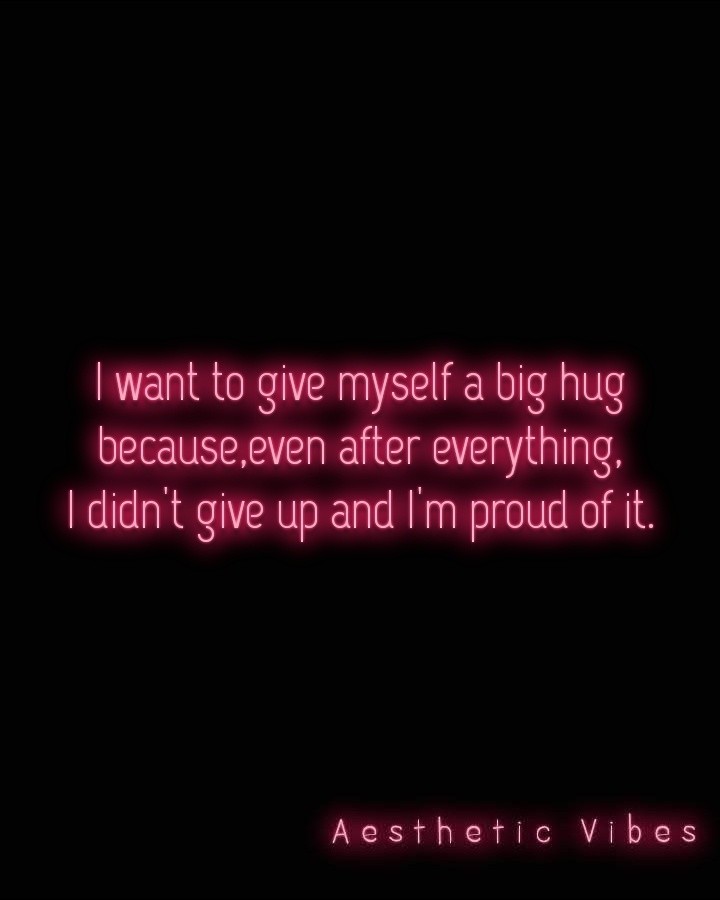 I want to give myself a big hug
because,even after everything,
I didn't give up and I'm proud of it.
Aesthetic Vibes